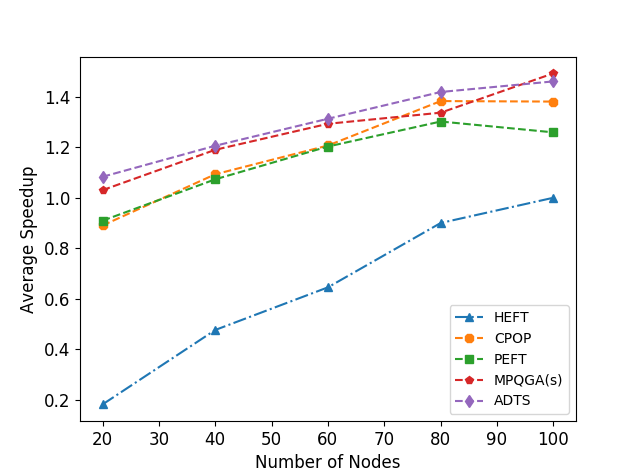 Average Speedup
1.4
1.2
1.0
0.8
0.6
0.4
0.2
20 30 40 50 60 70 80 90 100
Number of Nodes
HEFT
CPOP
PEFT
MPQGA(s)
ADTS